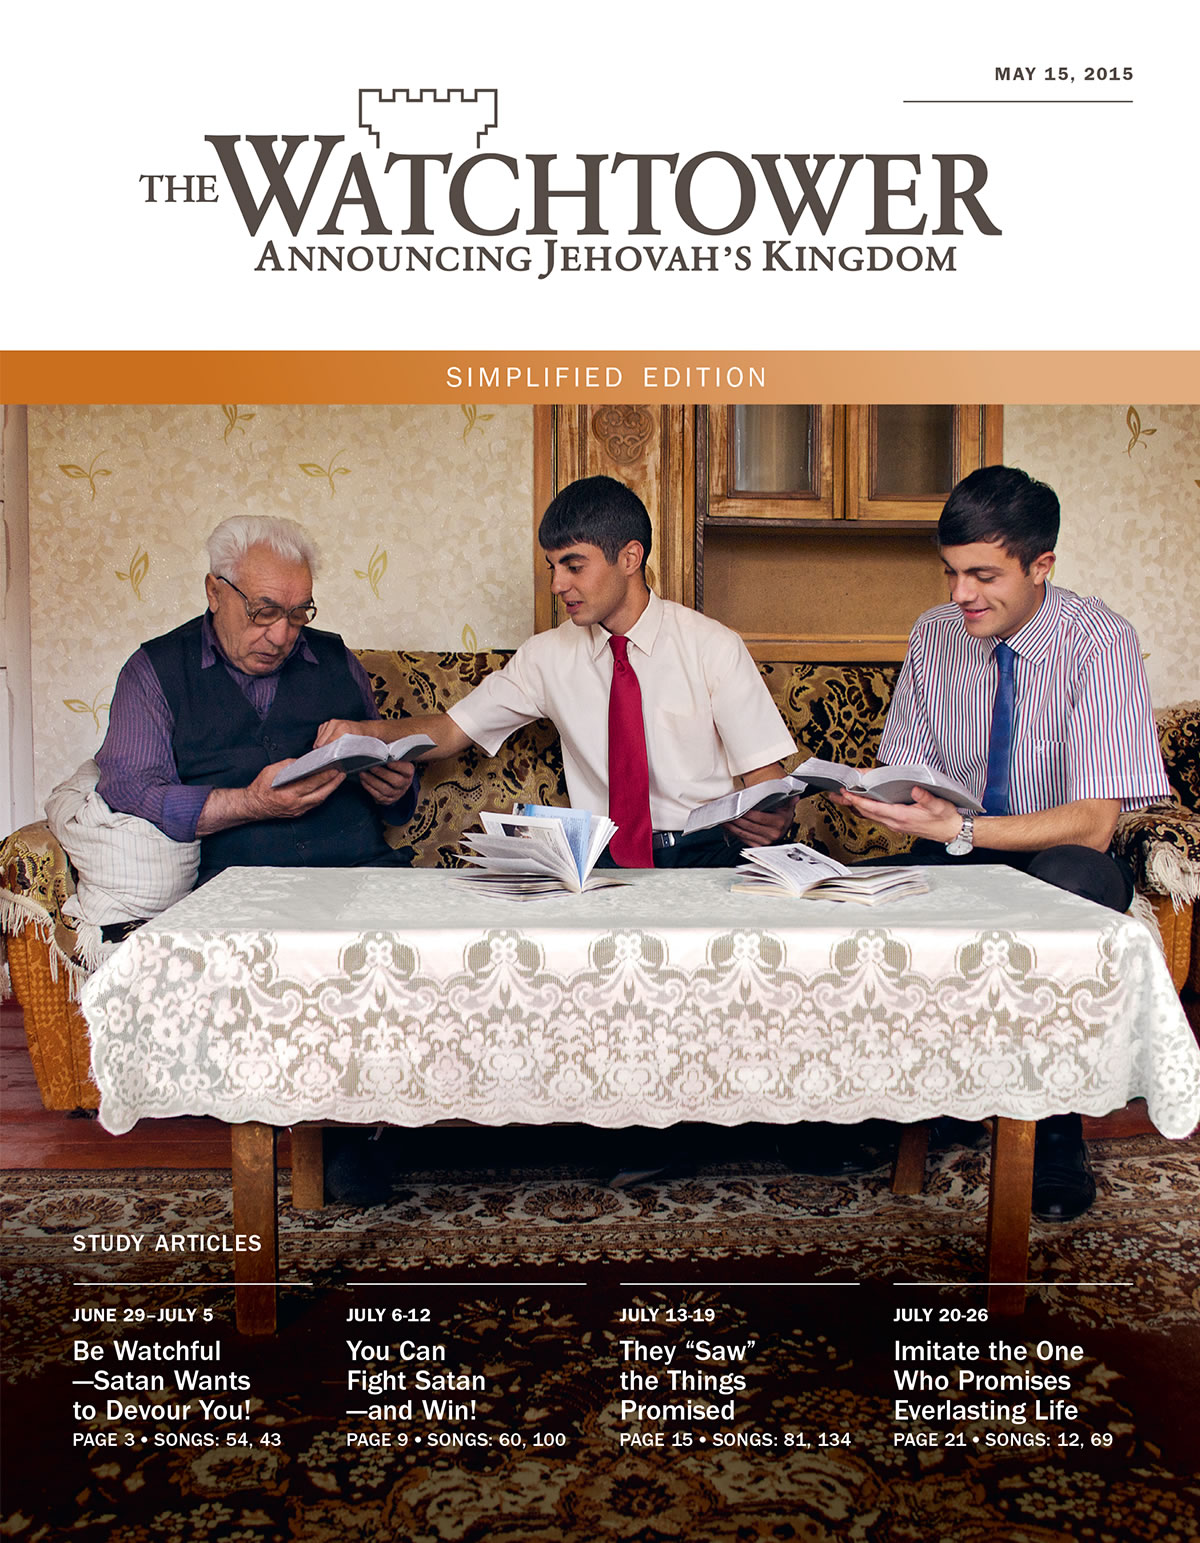 MAY 15, 2015
THE WATCHTOWER
ANNOUNCING JEHOVAH'S KINGDOM
SIMPLIFIED EDITION
STUDY ARTICLES
JUNE 29–JULY 5
Be Watchful
—Satan Wants
to Devour You!
PAGE 3 • SONGS: 54, 43
JULY 6-12
You Can
Fight Satan
—and Win!
PAGE 9 • SONGS: 60, 100
JULY 13-19
They “Saw”
the Things
Promised
PAGE 15 • SONGS: 81, 134
JULY 20-26
Imitate the One
Who Promises
Everlasting Life
PAGE 21 • SONGS: 12, 69